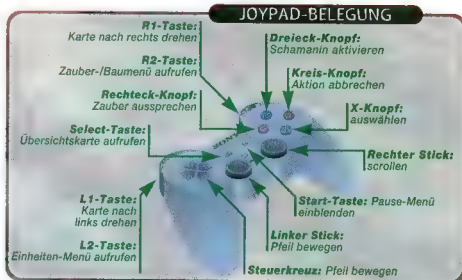 JOYPAD-BELEGUNG
R1-Taste:
Karte nach rechts drehen
R2-Taste:
Zauber-/Baumenü aufrufen
Rechteck-Knopf:
Zauber aussprechen
Select-Taste:
Übersichtskarte aufrufen
L1-Taste:
Karte nach
links drehen
L2-Taste:
Einheiten-Menü aufrufen
Dreieck-Knopf:
Schamanin aktivieren
Kreis-Knopf:
Aktion abbrechen
X-Knopf:
auswählen
Rechter Stick:
scrollen
Start-Taste: Pause-Menü
einblenden
Linker Stick:
Pfeil bewegen
Steuerkreuz: Pfeil bewegen
SONY